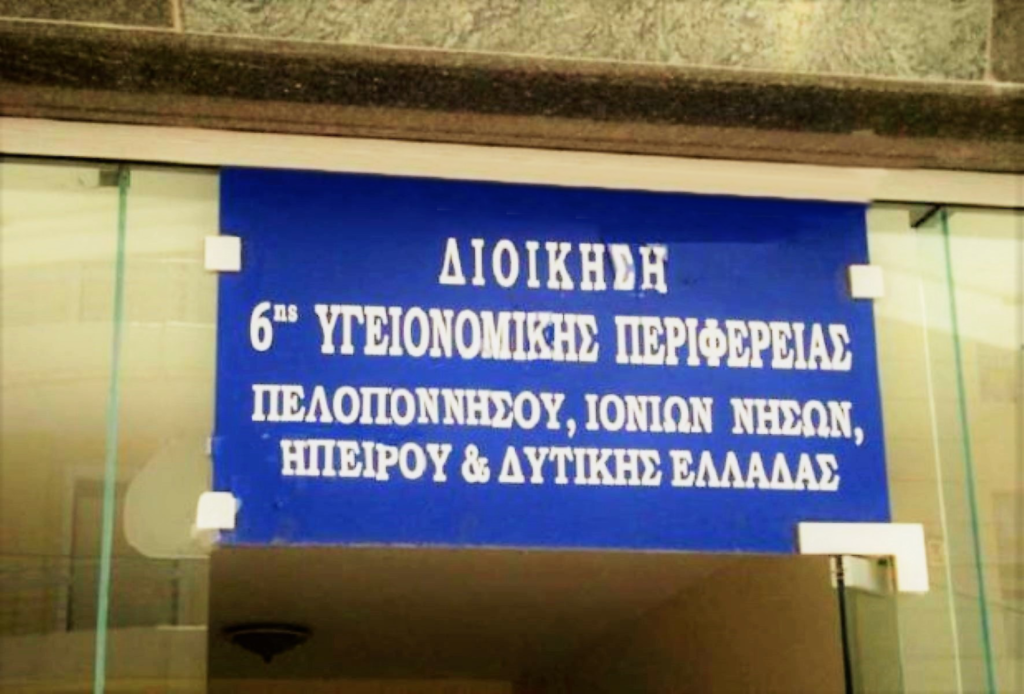 ΔΙΟΙΚΗΣΗ
6ης ΥΓΕΙΟΝΟΜΙΚΗΣ ΠΕΡΙΦΕΡΕΙΑΣ
ΠΕΛΟΠΟΝΝΗΣΟΥ, ΙΟΝΙΩΝ ΝΗΣΩΝ,
ΗΠΕΙΡΟΥ & ΔΥΤΙΚΗΣ ΕΛΛΑΔΑΣ